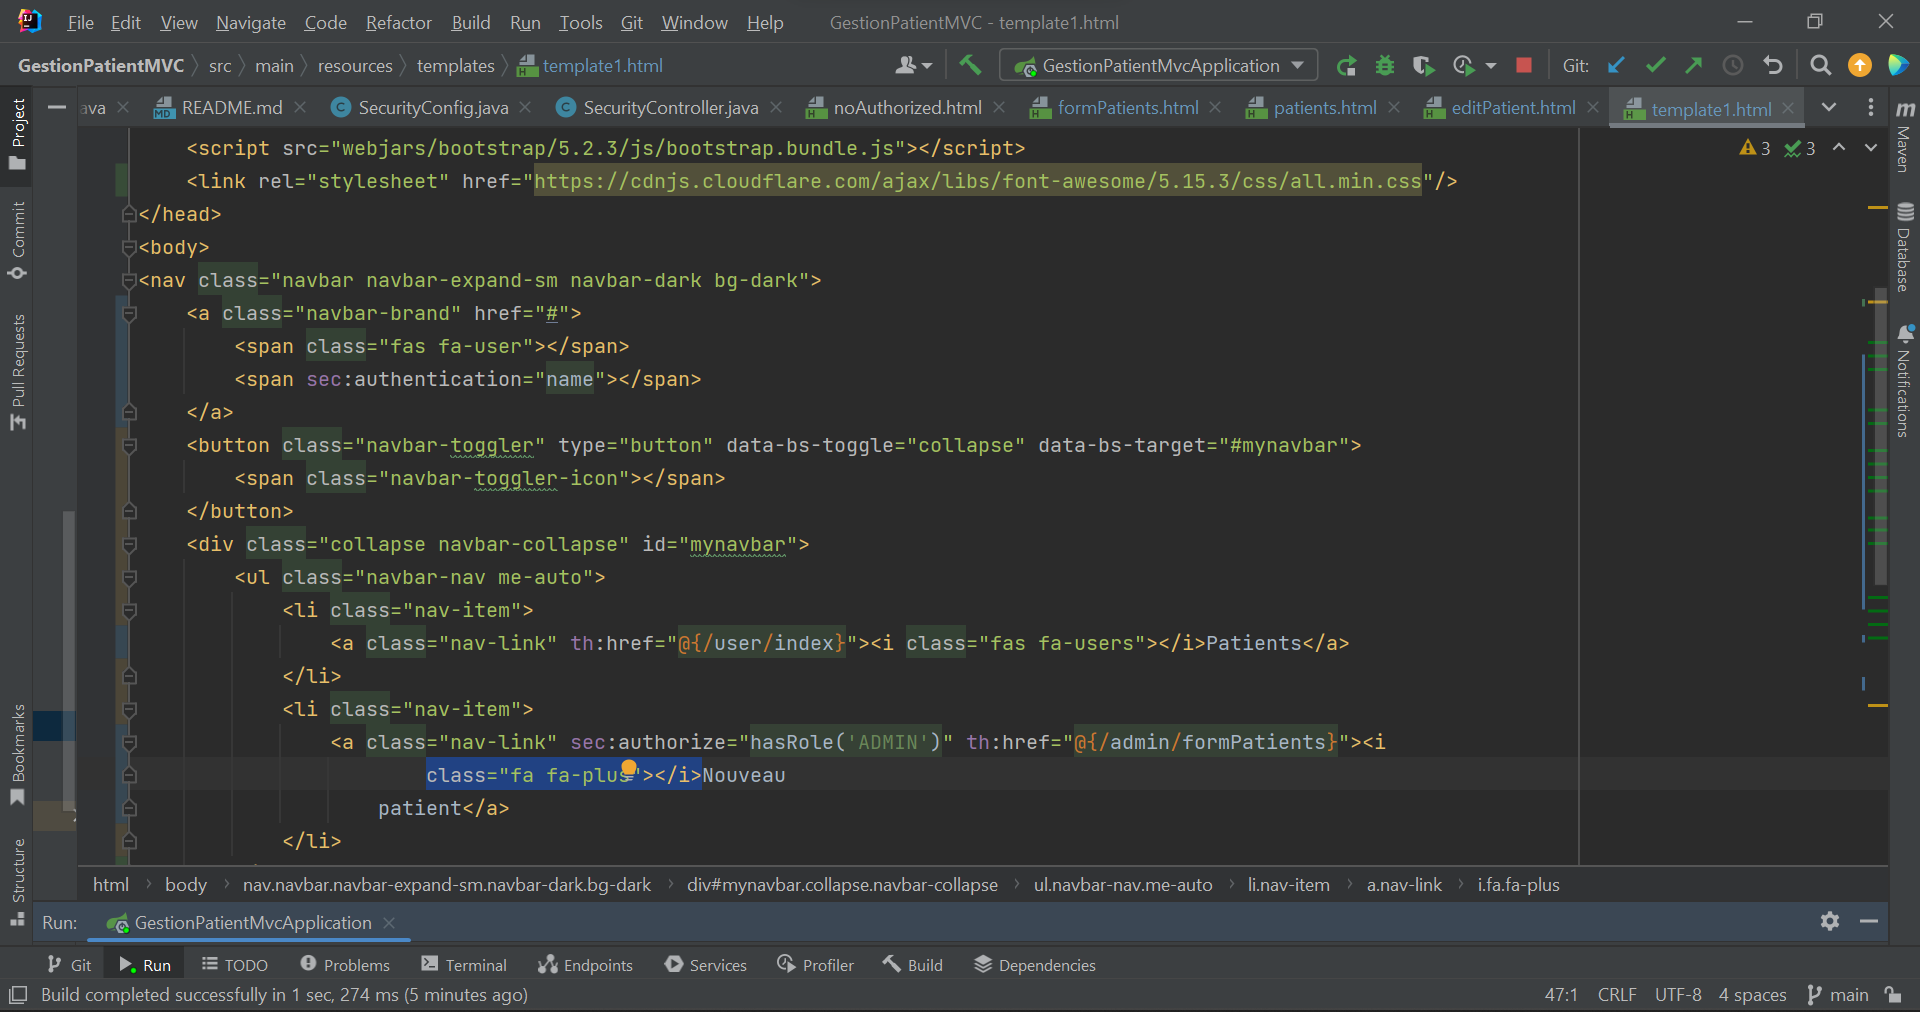 File Edit View Navigate Code Refactor Build Run Tools Git Window Help GestionPatientMVC - template1.html
GestionPatientMVC src main resources templates template1.html GestionPatientMvcApplication Git:
ava README.md SecurityConfig.java SecurityController.java noAuthorized.html formPatients.html patients.html editPatient.html template1.html
Project
Commit
Pull Requests
Bookmarks
Structure
<script src="webjars/bootstrap/5.2.3/js/bootstrap.bundle.js"></script>
3 3
<link rel="stylesheet" href="https://cdnjs.cloudflare.com/ajax/libs/font-awesome/5.15.3/css/all.min.css"/>
</head>
<body>
<nav class="navbar navbar-expand-sm navbar-dark bg-dark">
<a class="navbar-brand" href="#">
<span class="fas fa-user"></span>
<span sec:authentication="name"></span>
</a>
<button class="navbar-toggler" type="button" data-bs-toggle="collapse" data-bs-target="#mynavbar">
<span class="navbar-toggler-icon"></span>
</button>
<div class="collapse navbar-collapse" id="mynavbar">
<ul class="navbar-nav me-auto">
<li class="nav-item">
<a class="nav-link" th:href="@{/user/index}"><i class="fas fa-users"></i>Patients</a>
</li>
<li class="nav-item">
<a class="nav-link" sec:authorize="hasRole('ADMIN')" th:href="@{/admin/formPatients}"><i
class="fa fa-plus"></i>Nouveau
patient</a>
</li>
Maven
Database
Notifications
html body nav.navbar.navbar-expand-sm.navbar-dark.bg-dark div#mynavbar.collapse.navbar-collapse ul.navbar-nav.me-auto li.nav-item a.nav-link i.fa.fa-plus
Run: GestionPatientMvcApplication
Git Run TODO Problems Terminal Endpoints Services Profiler Build Dependencies
Build completed successfully in 1 sec, 274 ms (5 minutes ago) 47:1 CRLF UTF-8 4 spaces main